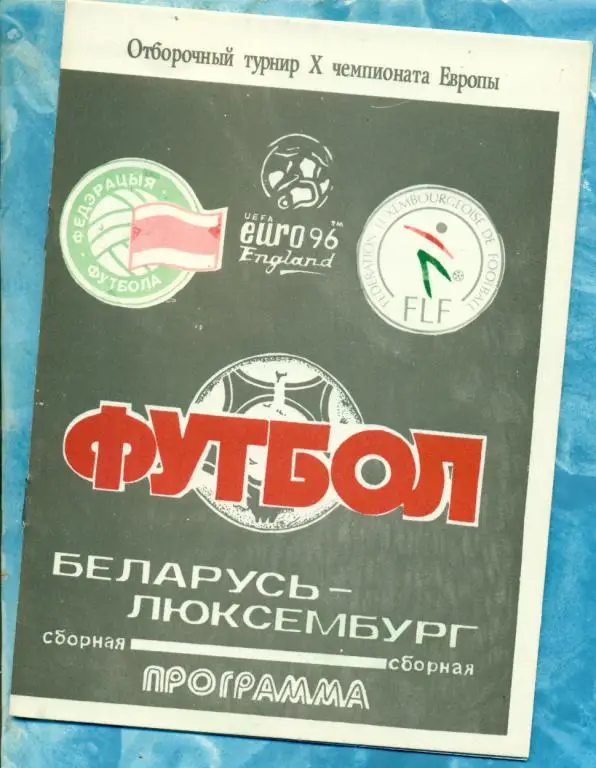 Отборочный турнир X чемпионата Европы
ФЕДЭРАЦЫЯ
ФУТБОЛА
UEFA
euro 96™
England
FEDERATION LUXEMBOURGEOISE DE FOOTBALL
FLF
ФУТБОЛ
БЕЛАРУСЬ–
ЛЮКСЕМБУРГ
сборная
сборная
ПРОГРАММА